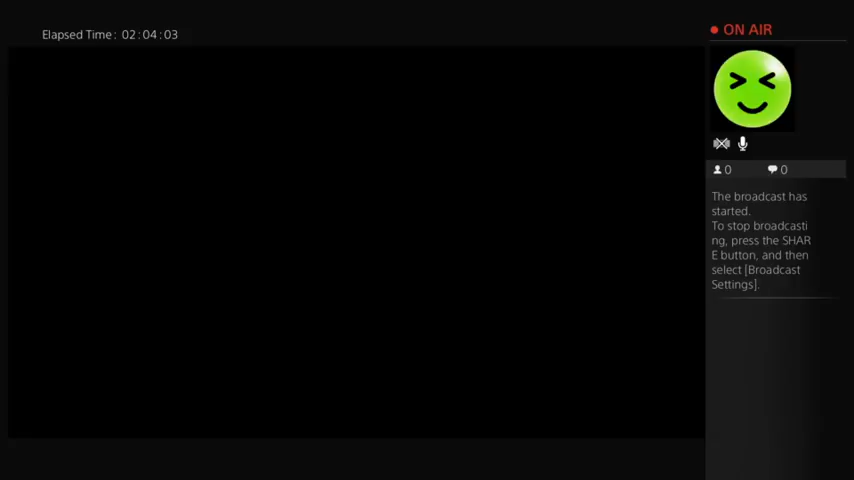 Elapsed Time: 02:04:03
ON AIR
0 0
The broadcast has
started.
To stop broadcasti
ng, press the SHAR
E button, and then
select [Broadcast
Settings].